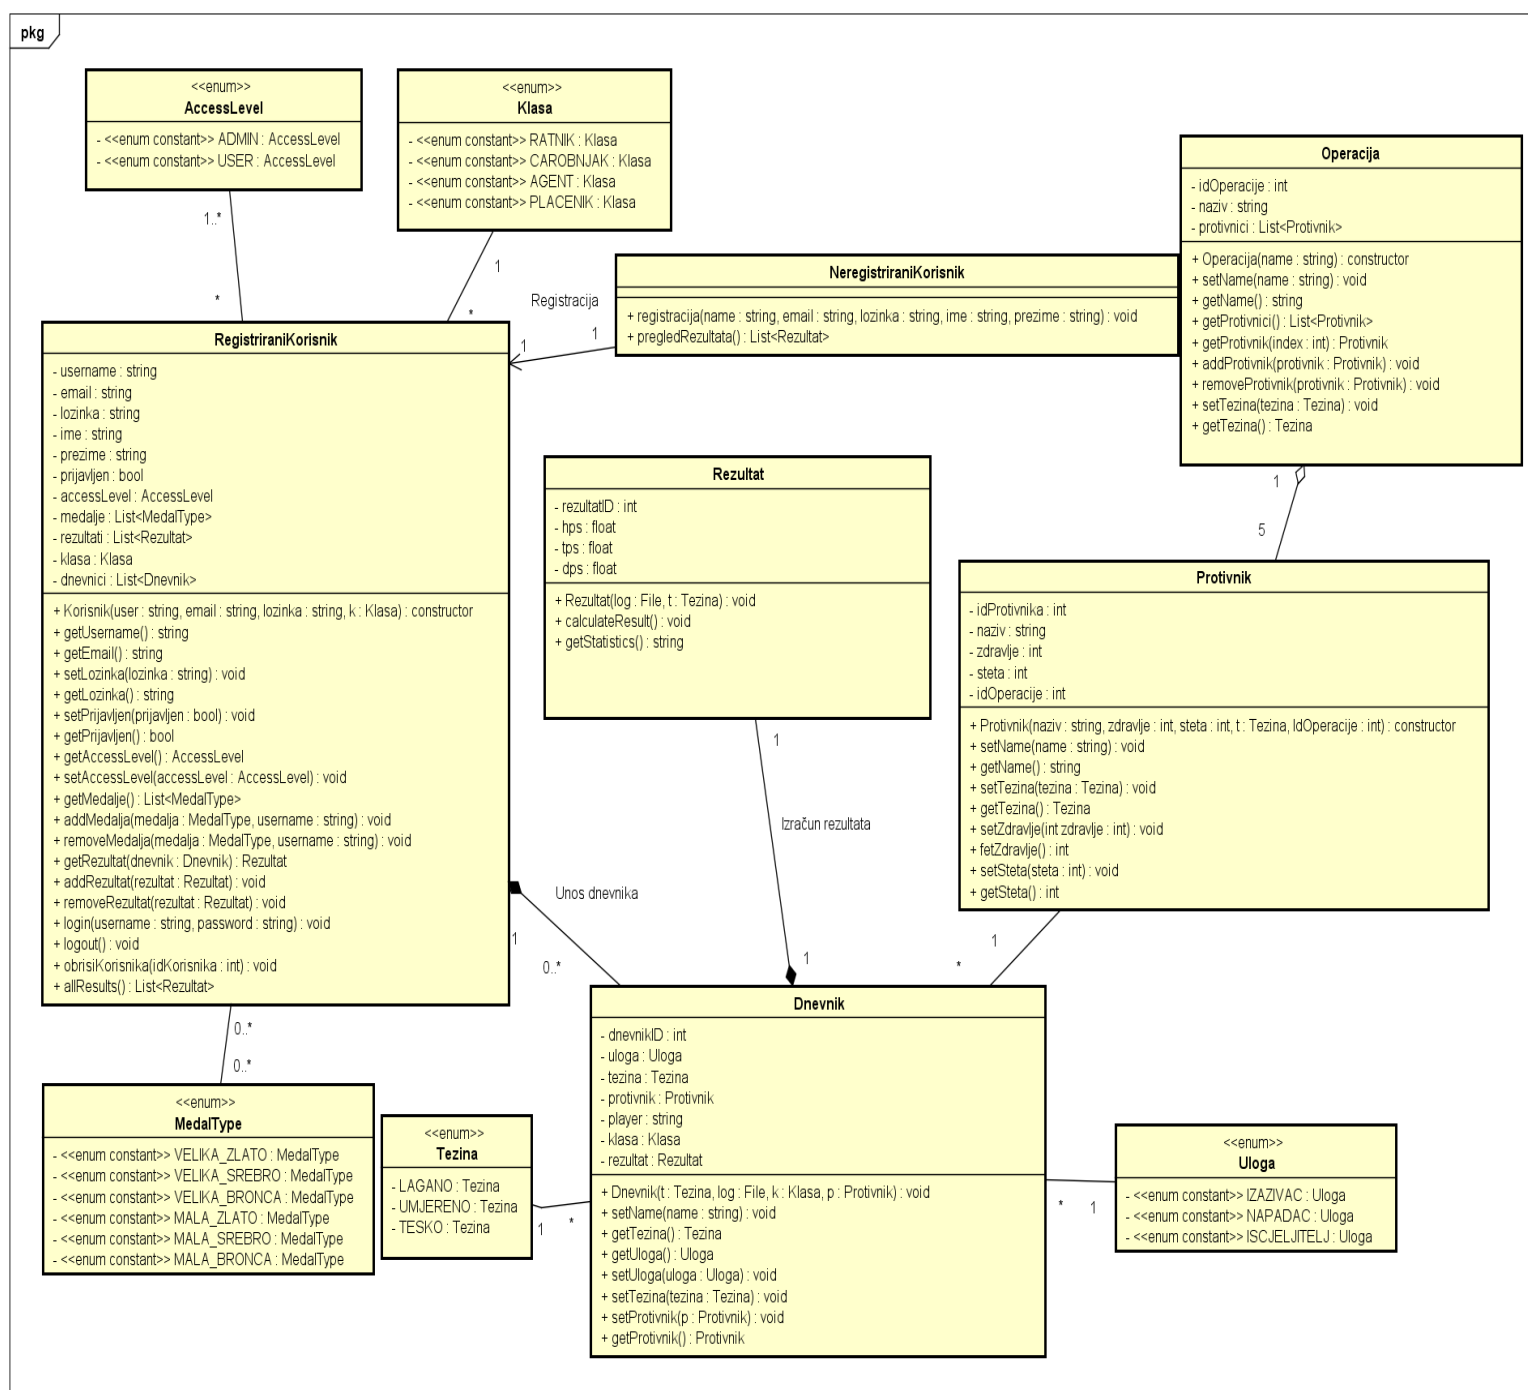 pkg
<<enum>>
AccessLevel
- <<enum constant>> ADMIN : AccessLevel
- <<enum constant>> USER : AccessLevel
1..*
*
<<enum>>
Klasa
- <<enum constant>> RATNIK : Klasa
- <<enum constant>> CAROBNJAK : Klasa
- <<enum constant>> AGENT : Klasa
- <<enum constant>> PLACENIK : Klasa
1
*
Operacija
- idOperacije : int
- naziv : string
- protivnici : List<Protivnik>
+ Operacija(name : string) : constructor
+ setName(name : string) : void
+ getName() : string
+ getProtivnici() : List<Protivnik>
+ getProtivnik(index : int) : Protivnik
+ addProtivnik(protivnik : Protivnik) : void
+ removeProtivnik(protivnik : Protivnik) : void
+ setTezina(tezina : Tezina) : void
+ getTezina() : Tezina
1
5
NeregistriraniKorisnik
+ registracija(name : string, email : string, lozinka : string, ime : string, prezime : string) : void
+ pregledRezultata() : List<Rezultat>
Registracija
1
1
RegistriraniKorisnik
- username : string
- email : string
- lozinka : string
- ime : string
- prezime : string
- prijavljen : bool
- accessLevel : AccessLevel
- medalje : List<MedalType>
- rezultati : List<Rezultat>
- klasa : Klasa
- dnevnici : List<Dnevnik>
+ Korisnik(user : string, email : string, lozinka : string, k : Klasa) : constructor
+ getUsername() : string
+ getEmail() : string
+ setLozinka(lozinka : string) : void
+ getLozinka() : string
+ setPrijavljen(prijavljen : bool) : void
+ getPrijavljen() : bool
+ getAccessLevel() : AccessLevel
+ setAccessLevel(accessLevel : AccessLevel) : void
+ getMedalje() : List<MedalType>
+ addMedalja(medalja : MedalType, username : string) : void
+ removeMedalja(medalja : MedalType, username : string) : void
+ getRezultat(dnevnik : Dnevnik) : Rezultat
+ addRezultat(rezultat : Rezultat) : void
+ removeRezultat(rezultat : Rezultat) : void
+ login(username : string, password : string) : void
+ logout() : void
+ obrisiKorisnika(idKorisnika : int) : void
+ allResults() : List<Rezultat>
Rezultat
- rezultatID : int
- hps : float
- tps : float
- dps : float
+ Rezultat(log : File, t : Tezina) : void
+ calculateResult() : void
+ getStatistics() : string
1
Izračun rezultata
1
Protivnik
- idProtivnika : int
- naziv : string
- zdravlje : int
- steta : int
- idOperacije : int
+ Protivnik(naziv : string, zdravlje : int, steta : int, t : Tezina, IdOperacije : int) : constructor
+ setName(name : string) : void
+ getName() : string
+ setTezina(tezina : Tezina) : void
+ getTezina() : Tezina
+ setZdravlje(int zdravlje : int) : void
+ fetZdravlje() : int
+ setSteta(steta : int) : void
+ getSteta() : int
1
*
Unos dnevnika
1
0..*
0..*
0..*
<<enum>>
MedalType
- <<enum constant>> VELIKA_ZLATO : MedalType
- <<enum constant>> VELIKA_SREBRO : MedalType
- <<enum constant>> VELIKA_BRONCA : MedalType
- <<enum constant>> MALA_ZLATO : MedalType
- <<enum constant>> MALA_SREBRO : MedalType
- <<enum constant>> MALA_BRONCA : MedalType
<<enum>>
Tezina
- LAGANO : Tezina
- UMJERENO : Tezina
- TESKO : Tezina
1
*
Dnevnik
- dnevnikID : int
- uloga : Uloga
- tezina : Tezina
- protivnik : Protivnik
- player : string
- klasa : Klasa
- rezultat : Rezultat
+ Dnevnik(t : Tezina, log : File, k : Klasa, p : Protivnik) : void
+ setName(name : string) : void
+ getTezina() : Tezina
+ getUloga() : Uloga
+ setUloga(uloga : Uloga) : void
+ setTezina(tezina : Tezina) : void
+ setProtivnik(p : Protivnik) : void
+ getProtivnik() : Protivnik
*
1
<<enum>>
Uloga
- <<enum constant>> IZAZIVAC : Uloga
- <<enum constant>> NAPADAC : Uloga
- <<enum constant>> ISCJELJITELJ : Uloga